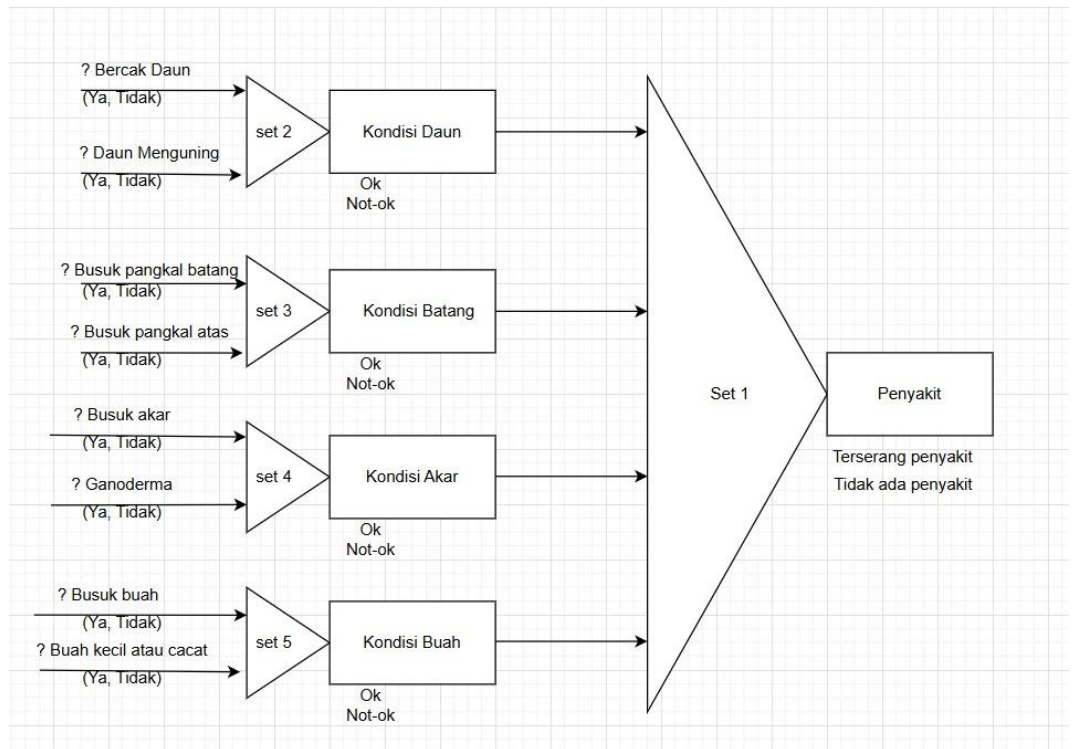 ? Bercak Daun
(Ya, Tidak)
? Daun Menguning
(Ya, Tidak)
set 2
Kondisi Daun
Ok
Not-ok
? Busuk pangkal batang
(Ya, Tidak)
? Busuk pangkal atas
(Ya, Tidak)
set 3
Kondisi Batang
Ok
Not-ok
? Busuk akar
(Ya, Tidak)
? Ganoderma
(Ya, Tidak)
set 4
Kondisi Akar
Ok
Not-ok
? Busuk buah
(Ya, Tidak)
? Buah kecil atau cacat
(Ya, Tidak)
set 5
Kondisi Buah
Ok
Not-ok
Set 1
Penyakit
Terserang penyakit
Tidak ada penyakit